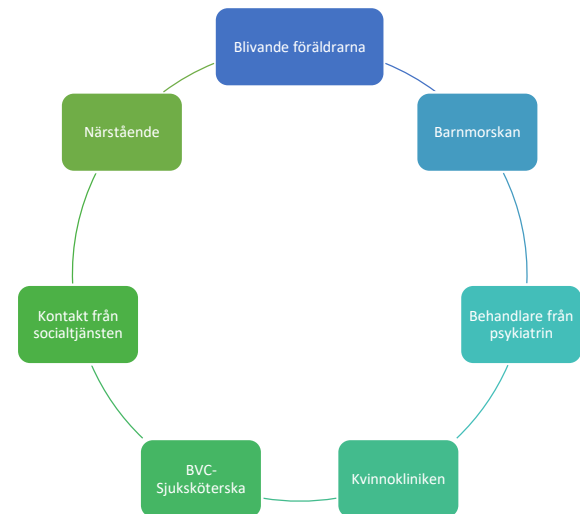 Blivande föräldrarna
Barnmorskan
Behandlare från
psykiatrin
Kvinnokliniken
BVC-
Sjuksköterska
Kontakt från
socialtjänsten
Närstående